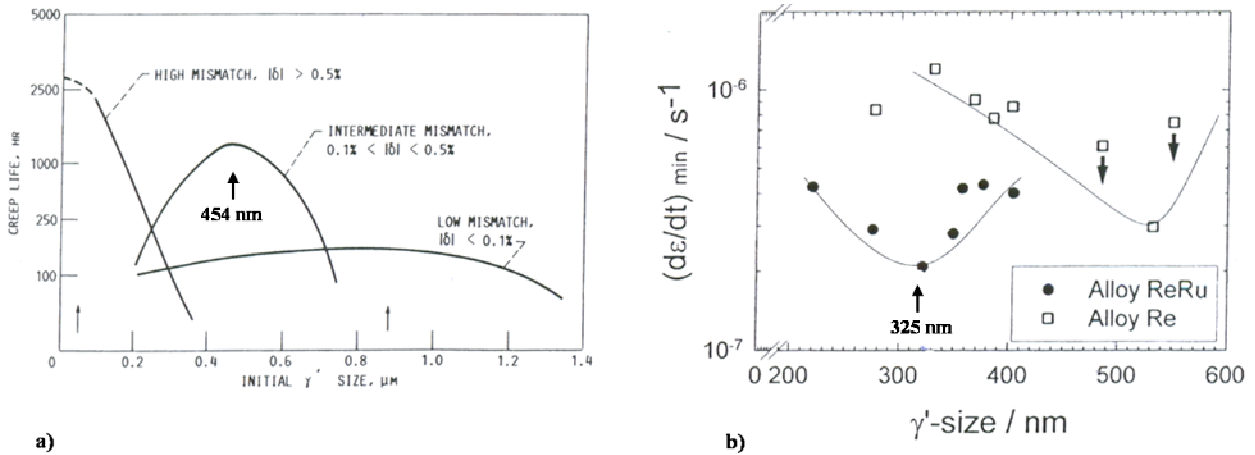 5000
2500
1000
250
100
CREEP LIFE, HR
HIGH MISMATCH, |δ| > 0.5%
INTERMEDIATE MISMATCH,
0.1% < |δ| < 0.5%
454 nm
LOW MISMATCH,
|δ| < 0.1%
0 0.2 0.4 0.6 0.8 1.0 1.2 1.4
INITIAL γ' SIZE, μM
a)
10-6
10-7
(dε/dt) min / s-1
325 nm
Alloy ReRu
Alloy Re
0 200 300 400 500 600
γ'-size / nm
b)